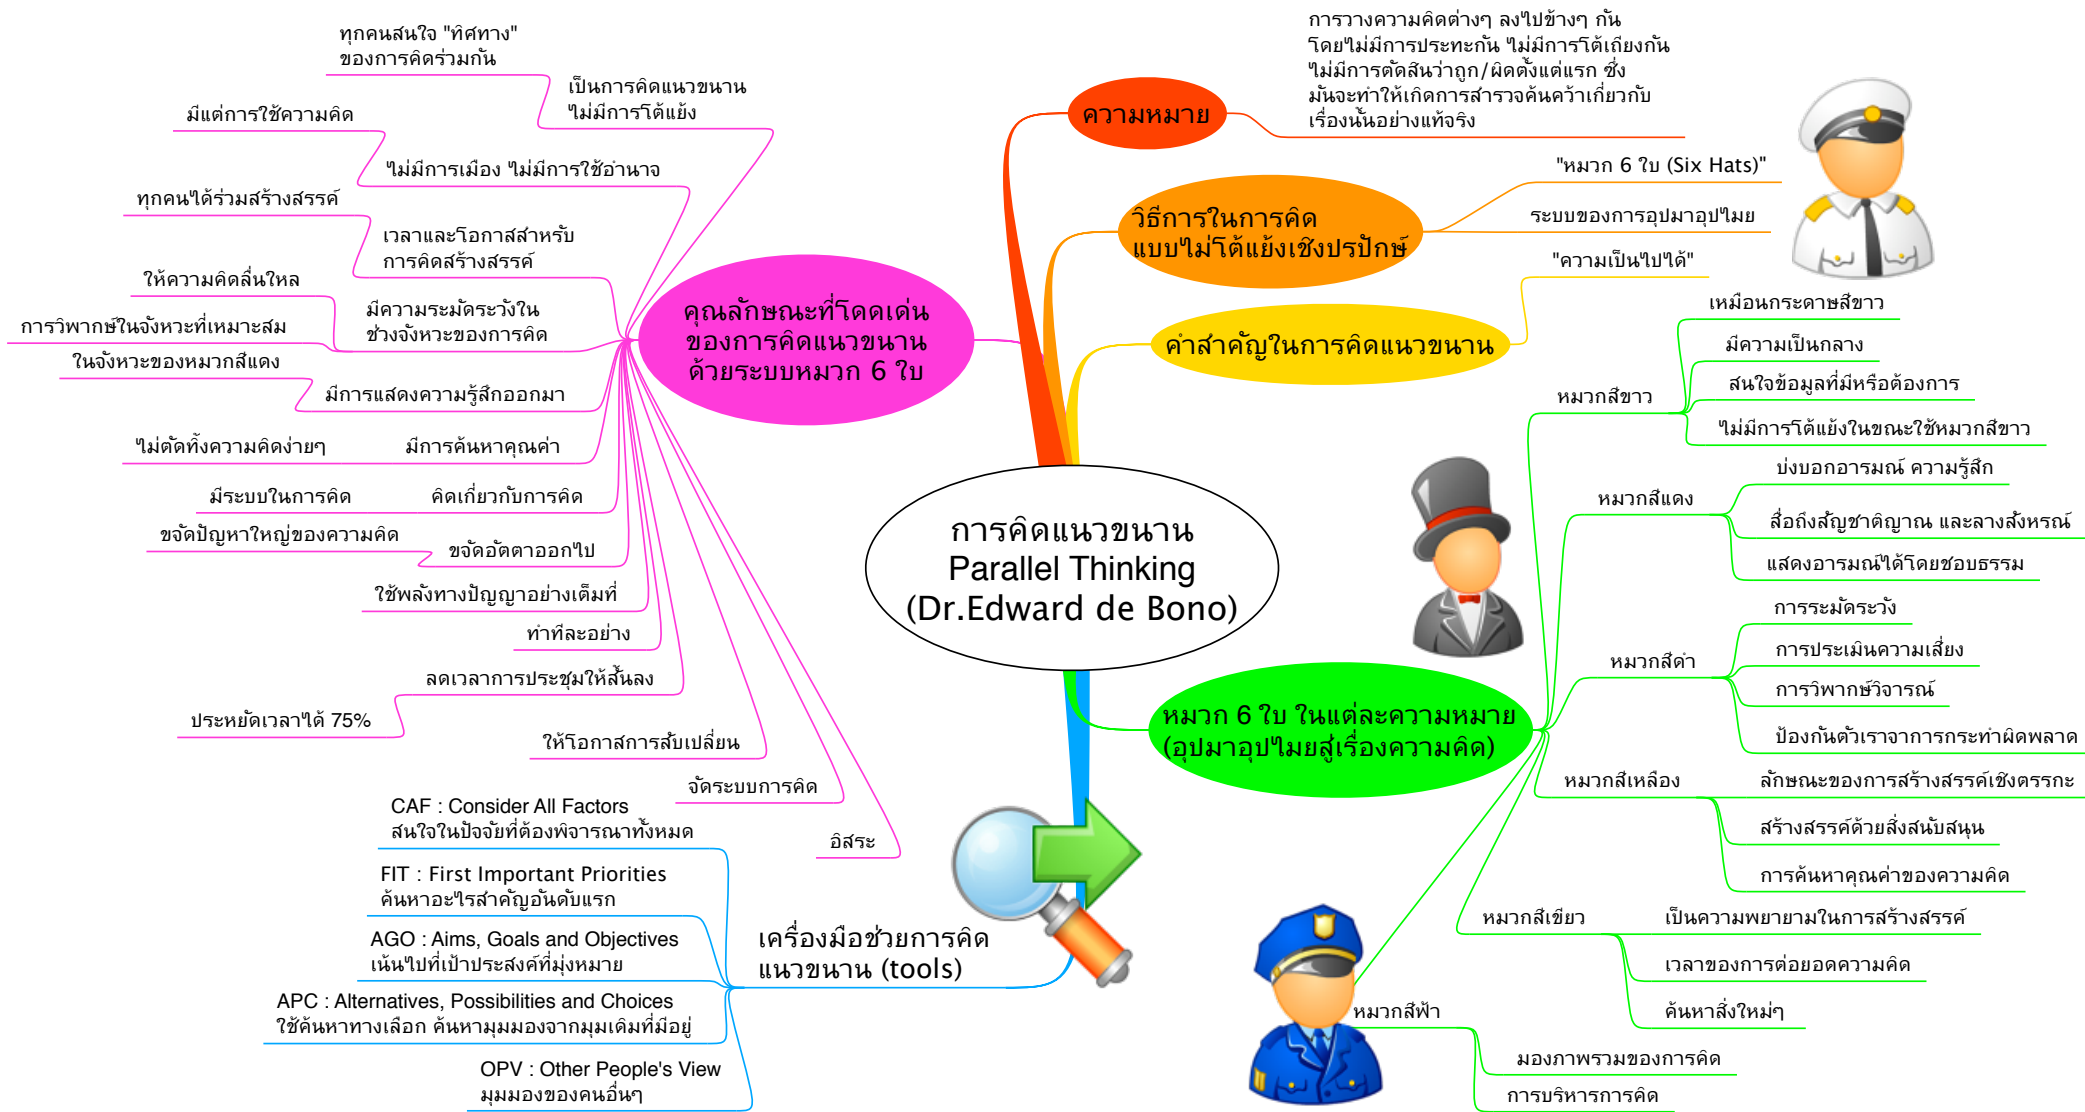 การคิดแนวขนาน
Parallel Thinking
(Dr.Edward de Bono)
ความหมาย
การวางความคิดต่างๆ ลงไปข้างๆ กัน
โดยไม่มีการประทะกัน ไม่มีการโต้เถียงกัน
ไม่มีการตัดสินว่าถูก/ผิดตั้งแต่แรก ซึ่ง
มันจะทำให้เกิดการสำรวจค้นคว้าเกี่ยวกับ
เรื่องนั้นอย่างแท้จริง
วิธีการในการคิด
แบบไม่โต้แย้งเชิงปรปักษ์
"หมวก 6 ใบ (Six Hats)"
ระบบของการอุปมาอุปไมย
คำสำคัญในการคิดแนวขนาน
"ความเป็นไปได้"
หมวก 6 ใบ ในแต่ละความหมาย
(อุปมาอุปไมยสู่เรื่องความคิด)
หมวกสีขาว
เหมือนกระดาษสีขาว
มีความเป็นกลาง
สนใจข้อมูลที่มีหรือต้องการ
ไม่มีการโต้แย้งในขณะใช้หมวกสีขาว
หมวกสีแดง
บ่งบอกอารมณ์ ความรู้สึก
สื่อถึงสัญชาติญาณ และลางสังหรณ์
แสดงอารมณ์ได้โดยชอบธรรม
หมวกสีดำ
การระมัดระวัง
การประเมินความเสี่ยง
การวิพากษ์วิจารณ์
ป้องกันตัวเราจาการกระทำผิดพลาด
หมวกสีเหลือง
ลักษณะของการสร้างสรรค์เชิงตรรกะ
สร้างสรรค์ด้วยสิ่งสนับสนุน
การค้นหาคุณค่าของความคิด
หมวกสีเขียว
เป็นความพยายามในการสร้างสรรค์
เวลาของการต่อยอดความคิด
ค้นหาสิ่งใหม่ๆ
หมวกสีฟ้า
มองภาพรวมของการคิด
การบริหารการคิด
เครื่องมือช่วยการคิด
แนวขนาน (tools)
CAF : Consider All Factors
สนใจในปัจจัยที่ต้องพิจารณาทั้งหมด
FIT : First Important Priorities
ค้นหาอะไรสำคัญอันดับแรก
AGO : Aims, Goals and Objectives
เน้นไปที่เป้าประสงค์ที่มุ่งหมาย
APC : Alternatives, Possibilities and Choices
ใช้ค้นหาทางเลือก ค้นหามุมมองจากมุมเดิมที่มีอยู่
OPV : Other People's View
มุมมองของคนอื่นๆ
คุณลักษณะที่โดดเด่น
ของการคิดแนวขนาน
ด้วยระบบหมวก 6 ใบ
เป็นการคิดแนวขนาน
ไม่มีการโต้แย้ง
ทุกคนสนใจ "ทิศทาง"
ของการคิดร่วมกัน
ไม่มีการเมือง ไม่มีการใช้อำนาจ
มีแต่การใช้ความคิด
เวลาและโอกาสสำหรับ
การคิดสร้างสรรค์
ทุกคนได้ร่วมสร้างสรรค์
มีความระมัดระวังใน
ช่วงจังหวะของการคิด
ให้ความคิดลื่นใหล
การวิพากษ์ในจังหวะที่เหมาะสม
มีการแสดงความรู้สึกออกมา
ในจังหวะของหมวกสีแดง
มีการค้นหาคุณค่า
ไม่ตัดทิ้งความคิดง่ายๆ
คิดเกี่ยวกับการคิด
มีระบบในการคิด
ขจัดอัตตาออกไป
ขจัดปัญหาใหญ่ของความคิด
ใช้พลังทางปัญญาอย่างเต็มที่
ทำทีละอย่าง
ลดเวลาการประชุมให้สั้นลง
ประหยัดเวลาได้ 75%
ให้โอกาสการสับเปลี่ยน
จัดระบบการคิด
อิสระ